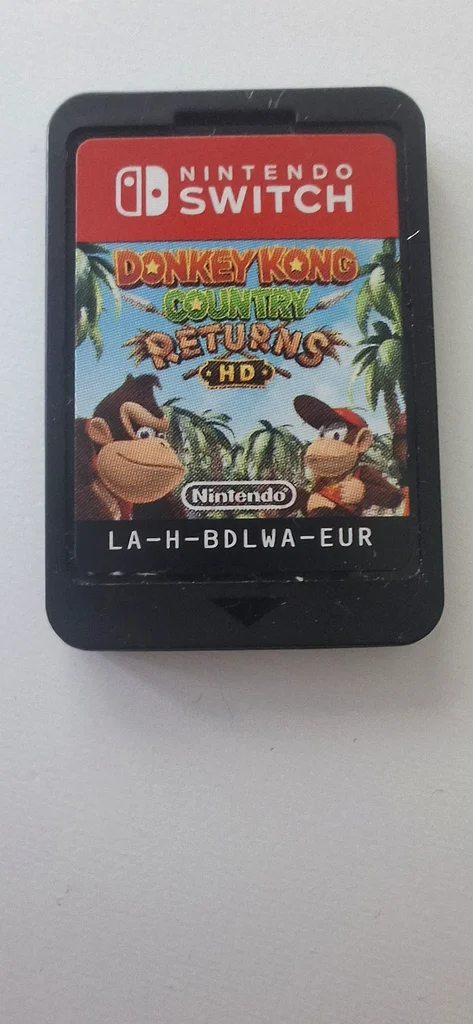 NINTENDO
SWITCH
DONKEY KONG
COUNTRY
RETURNS
HD
Nintendo
LA-H-BDLWA-EUR